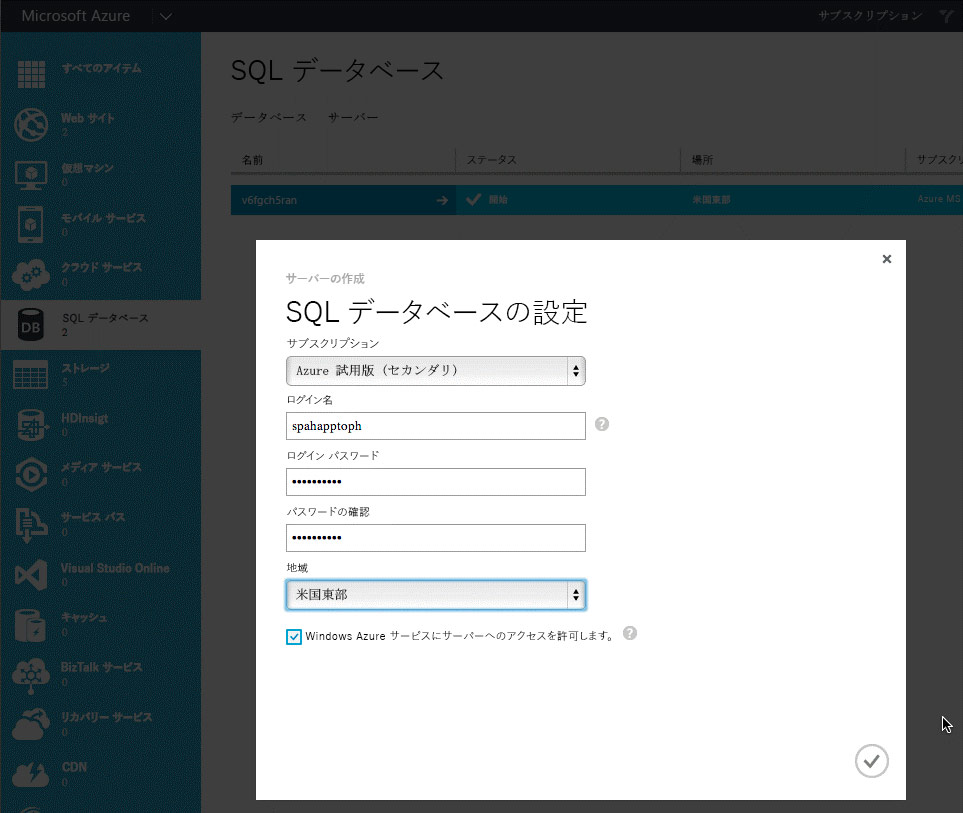 Microsoft Azure
サブスクリプション
すべてのアイテム
Web サイト
2
仮想マシン
0
モバイル サービス
0
クラウド サービス
0
DB
SQL データベース
2
ストレージ
5
HDInsigt
0
メディア サービス
0
サービス バス
0
Visual Studio Online
0
キャッシュ
0
BizTalk サービス
0
リカバリー サービス
0
CDN
0
SQL データベース
データベース サーバー
名前 ステータス 場所 サブスクリ
v6fgch5ran → 開始 米国東部 Azure MS
サーバーの作成
SQL データベースの設定
サブスクリプション
Azure 試用版 (セカンダリ)
ログイン名
spahapptoph
?
ログイン パスワード
••••••••••
パスワードの確認
••••••••••
地域
米国東部
Windows Azure サービスにサーバーへのアクセスを許可します。
?